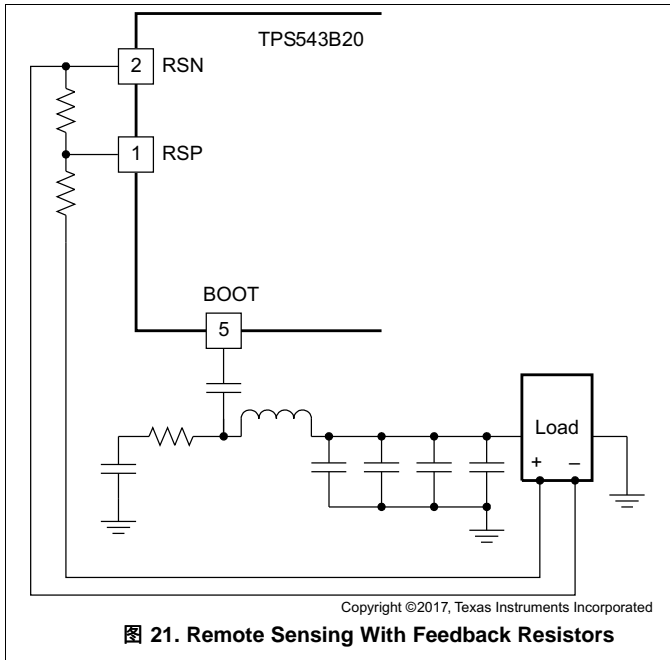 TPS543B20
2 RSN
1 RSP
BOOT
5
Load
+ –
Copyright ©2017, Texas Instruments Incorporated
图 21. Remote Sensing With Feedback Resistors